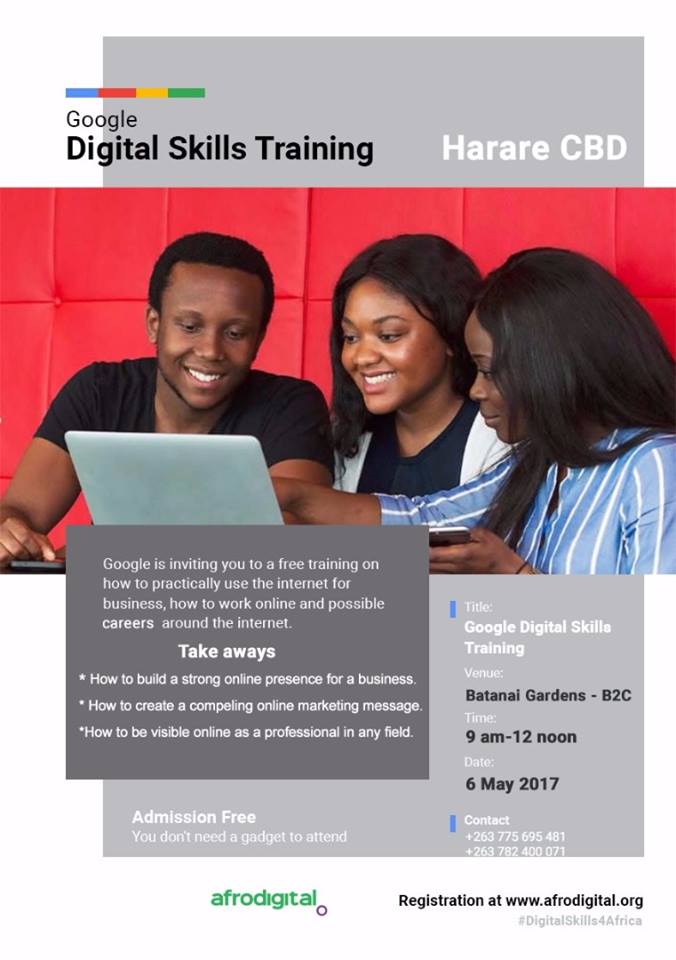 Google
Digital Skills Training
Harare CBD
Google is inviting you to a free training on
how to practically use the internet for
business, how to work online and possible
careers around the internet.
Take aways
* How to build a strong online presence for a business.
* How to create a compeling online marketing message.
*How to be visible online as a professional in any field.
Admission Free
You don't need a gadget to attend
Title:
Google Digital Skills
Training
Venue:
Batanai Gardens - B2C
Time:
9 am-12 noon
Date:
6 May 2017
Contact
+263 775 695 481
+263 782 400 071
afrodigital
Registration at www.afrodigital.org
#DigitalSkills4Africa